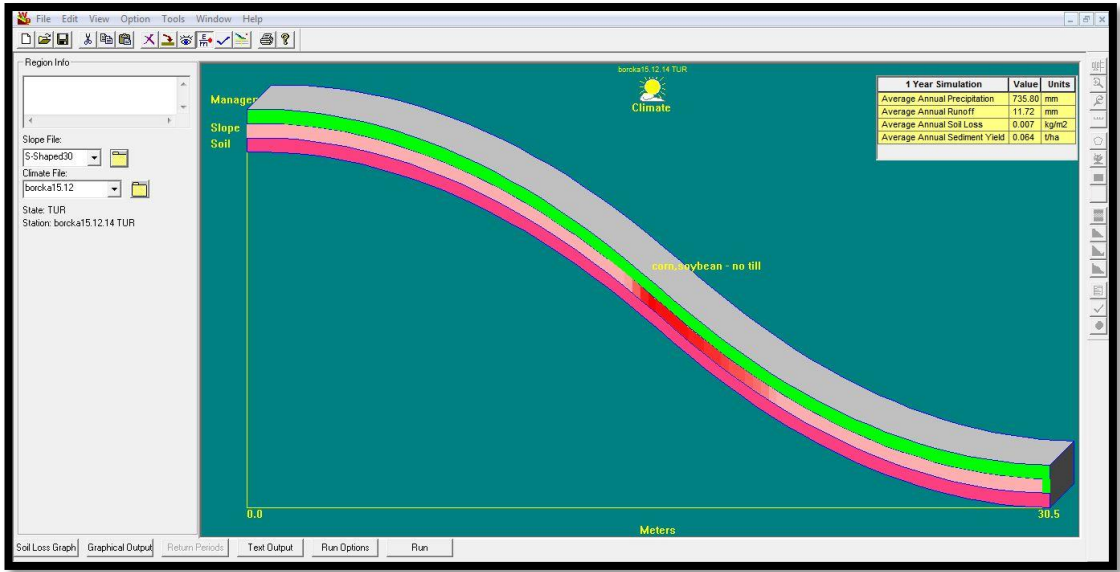 File Edit View Option Tools Window Help
Region Info
Slope File:
S-Shaped30
Climate File:
borcka15.12
State: TUR
Station: borcka15.12.14 TUR
borcka15.12.14 TUR
Climate
Manager
Slope
Soil
corn,soybean - no till
1 Year Simulation Value Units
Average Annual Precipitation 735.80 mm
Average Annual Runoff 11.72 mm
Average Annual Soil Loss 0.007 kg/m2
Average Annual Sediment Yield 0.064 t/ha
0.0
30.5
Meters
Soil Loss Graph Graphical Output Return Periods Text Output Run Options Run